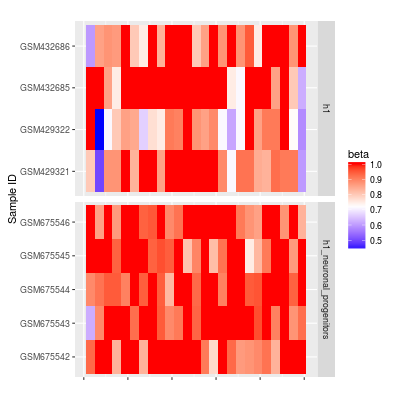 Sample ID
GSM432686
GSM432685
GSM429322
GSM429321
h1
GSM675546
GSM675545
GSM675544
GSM675543
GSM675542
h1_neuronal_progenitors
beta
1.0
0.9
0.8
0.7
0.6
0.5